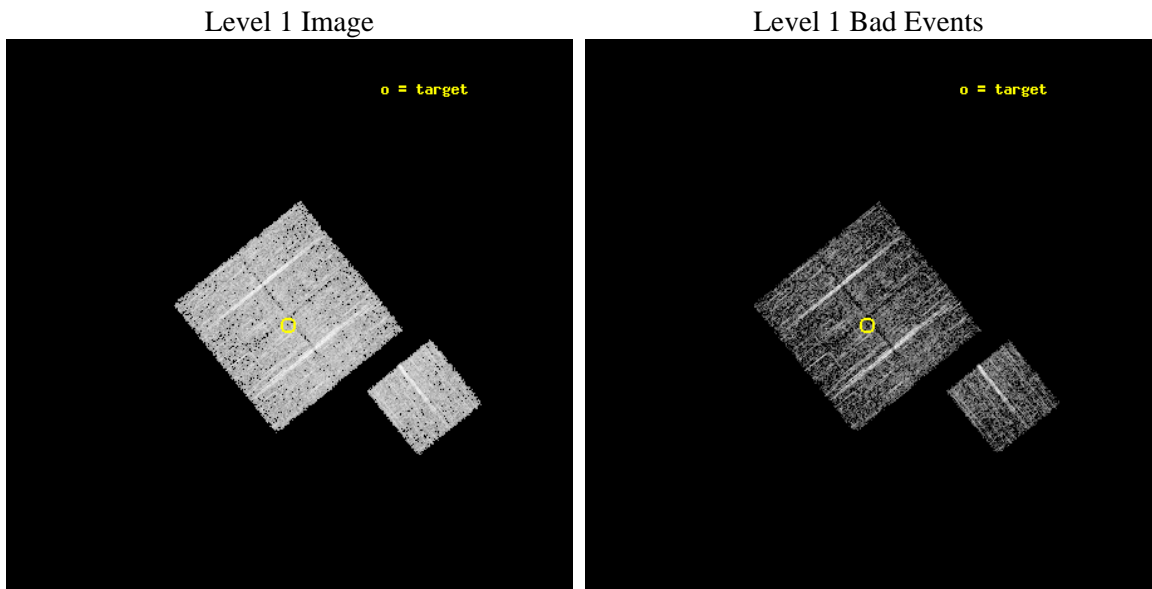 Level 1 Image
Level 1 Bad Events
o = target
o = target